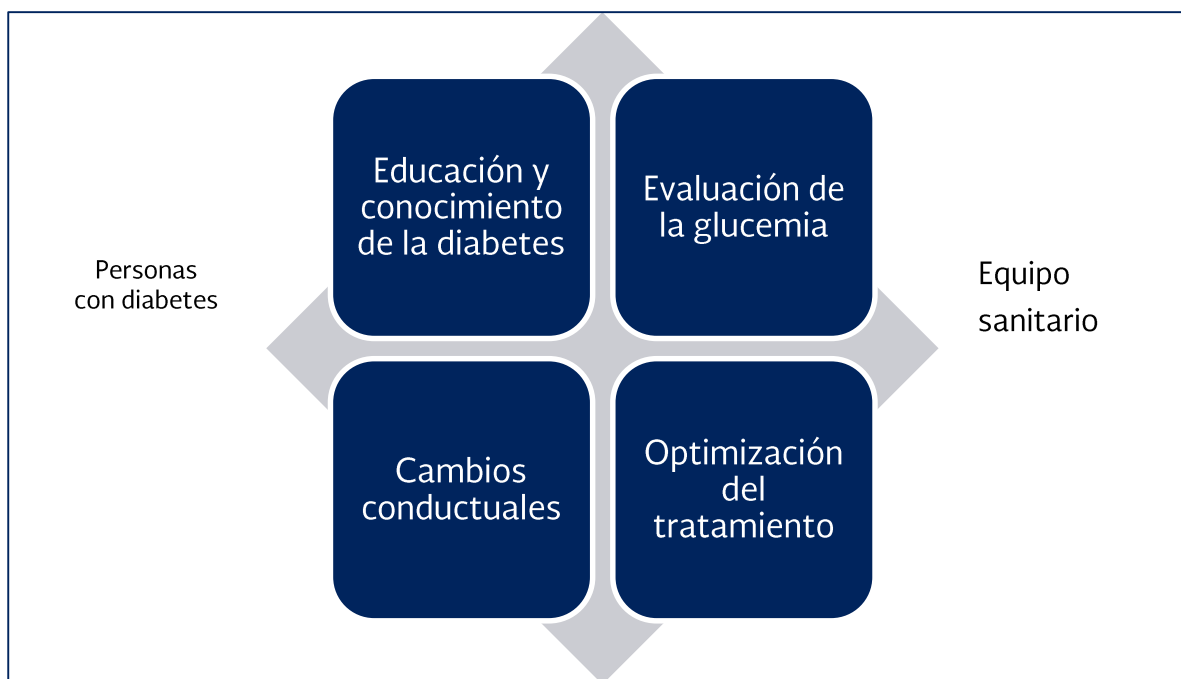 Educación y
conocimiento
de la diabetes
Evaluación de
la glucemia
Personas
con diabetes
Equipo
sanitario
Cambios
conductuales
Optimización
del
tratamiento